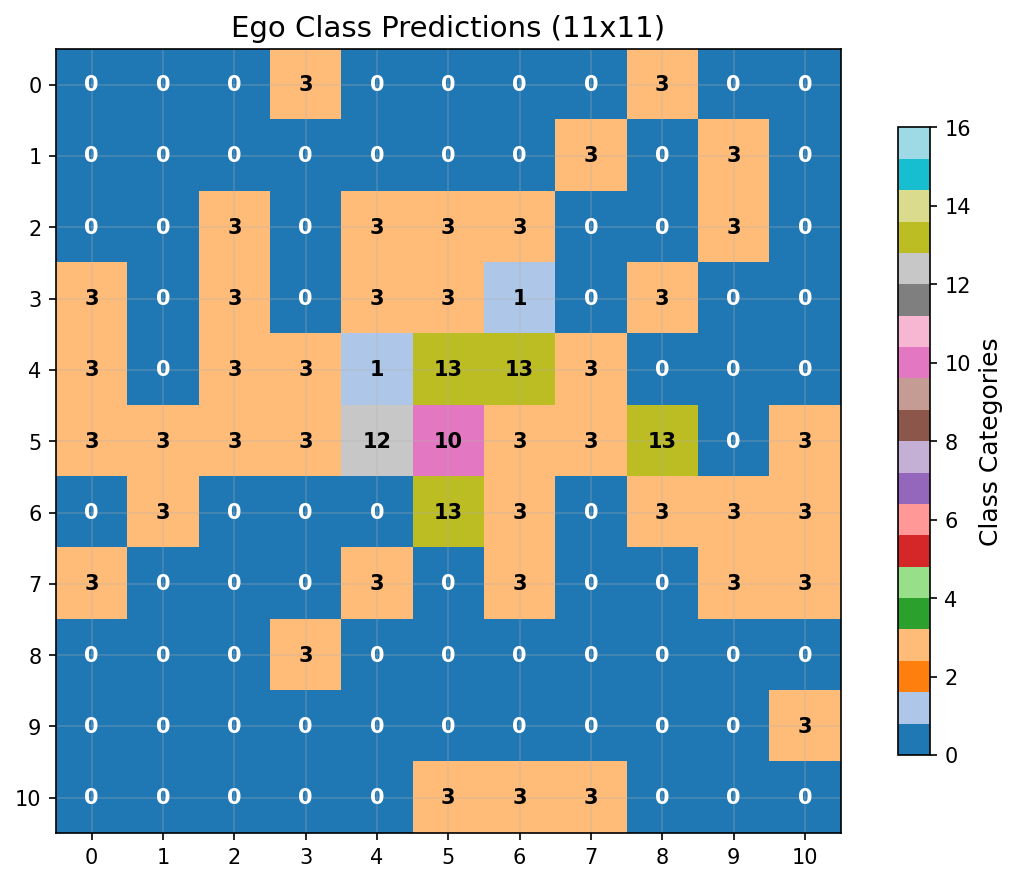 Ego Class Predictions (11x11)
0 0 0 0 3 0 0 0 0 3 0 0
1 0 0 0 0 0 0 0 3 0 3 0
2 0 0 3 0 3 3 3 0 0 3 0
3 3 0 3 0 3 3 1 0 3 0 0
4 3 0 3 3 1 13 13 3 0 0 0
5 3 3 3 3 12 10 3 3 13 0 3
6 0 3 0 0 0 13 3 0 3 3 3
7 3 0 0 0 3 0 3 0 0 3 3
8 0 0 0 3 0 0 0 0 0 0 0
9 0 0 0 0 0 0 0 0 0 0 3
10 0 0 0 0 0 3 3 3 0 0 0
0 1 2 3 4 5 6 7 8 9 10
16
14
12
10
8
6
4
2
0
Class Categories